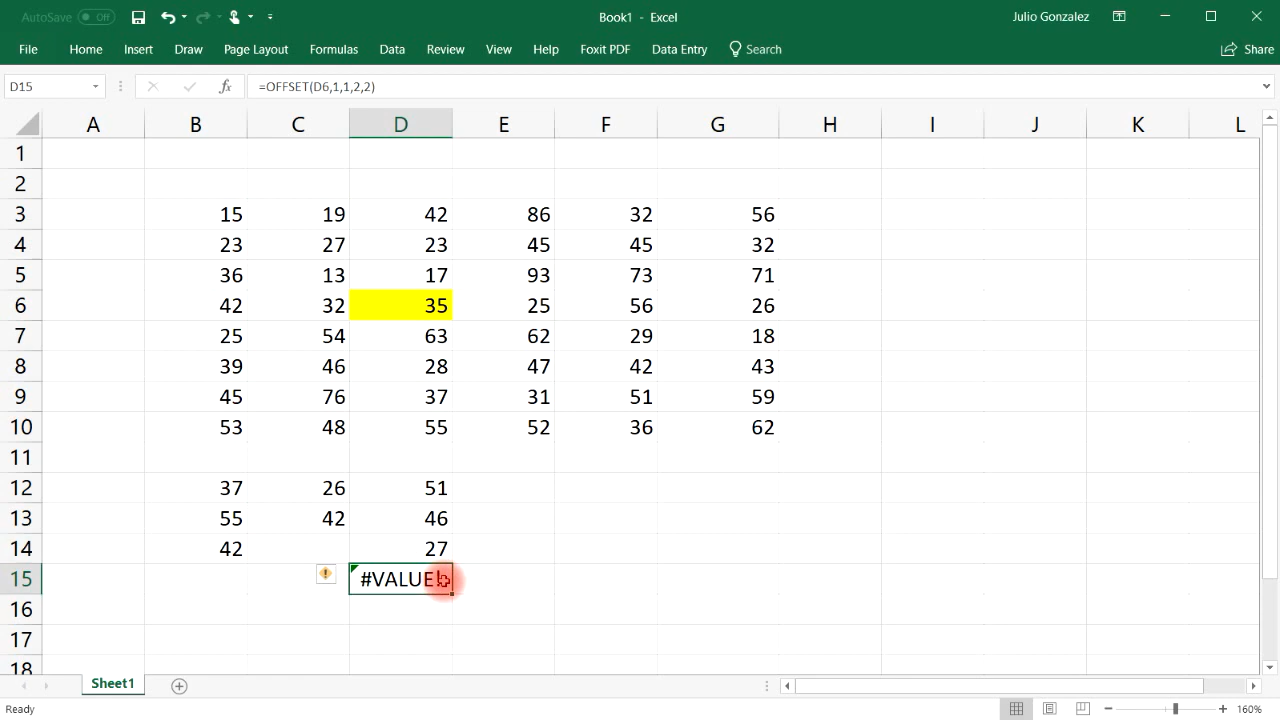 AutoSave Off Book1 - Excel Julio Gonzalez
File Home Insert Draw Page Layout Formulas Data Review View Help Foxit PDF Data Entry Search Share
D15 fx =OFFSET(D6,1,1,2,2)
A B C D E F G H I J K L
1
2
3 15 19 42 86 32 56
4 23 27 23 45 45 32
5 36 13 17 93 73 71
6 42 32 35 25 56 26
7 25 54 63 62 29 18
8 39 46 28 47 42 43
9 45 76 37 31 51 59
10 53 48 55 52 36 62
11
12 37 26 51
13 55 42 46
14 42 27
15 #VALUE!
16
17
18
Sheet1
Ready 160%